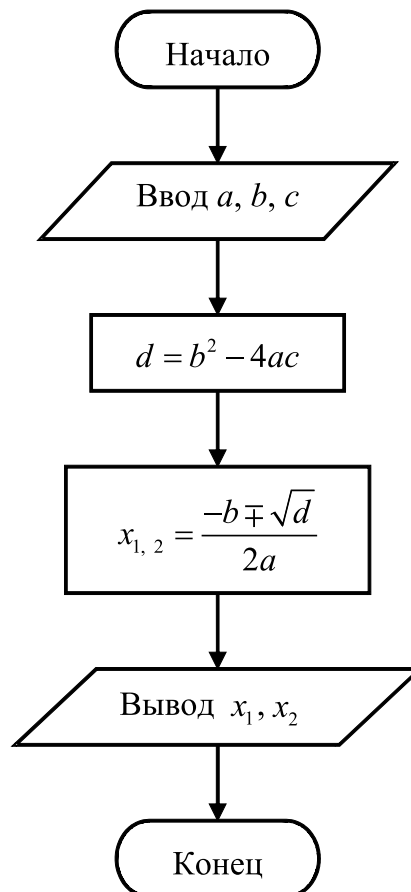 Начало
Ввод a, b, c
d = b² − 4ac
x₁, ₂ = (−b ∓ √d) / 2a
Вывод x₁, x₂
Конец